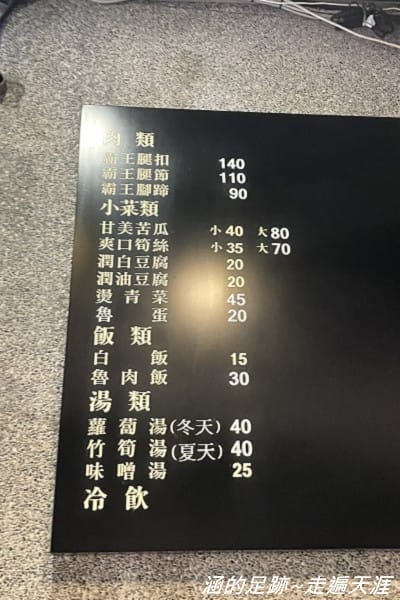 肉類
霸王腿扣 140
霸王腿節 110
霸王腳蹄 90
小菜類
甘美苦瓜 小40 大80
爽口筍絲 小35 大70
潤白豆腐 20
潤油豆腐 20
燙青菜 45
魯蛋 20
飯類
白飯 15
魯肉飯 30
湯類
蘿蔔湯(冬天) 40
竹筍湯(夏天) 40
味噌湯 25
冷飲
涵的足跡~走遍天涯